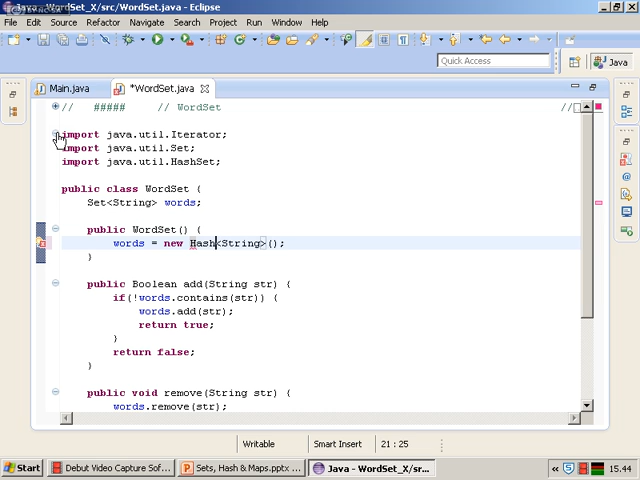 Java - WordSet_X/src/WordSet.java - Eclipse
File Edit Source Refactor Navigate Search Project Run Window Help
Quick Access
Java
Main.java
*WordSet.java
// ##### // WordSet //
import java.util.Iterator;
import java.util.Set;
import java.util.HashSet;
public class WordSet {
Set<String> words;
public WordSet() {
words = new Hash<String>();
}
public Boolean add(String str) {
if(!words.contains(str)) {
words.add(str);
return true;
}
return false;
}
public void remove(String str) {
words.remove(str);
Writable Smart Insert 21 : 25
Start
Debut Video Capture Sof...
Sets, Hash & Maps.pptx ...
Java - WordSet_X/sr...
15.44